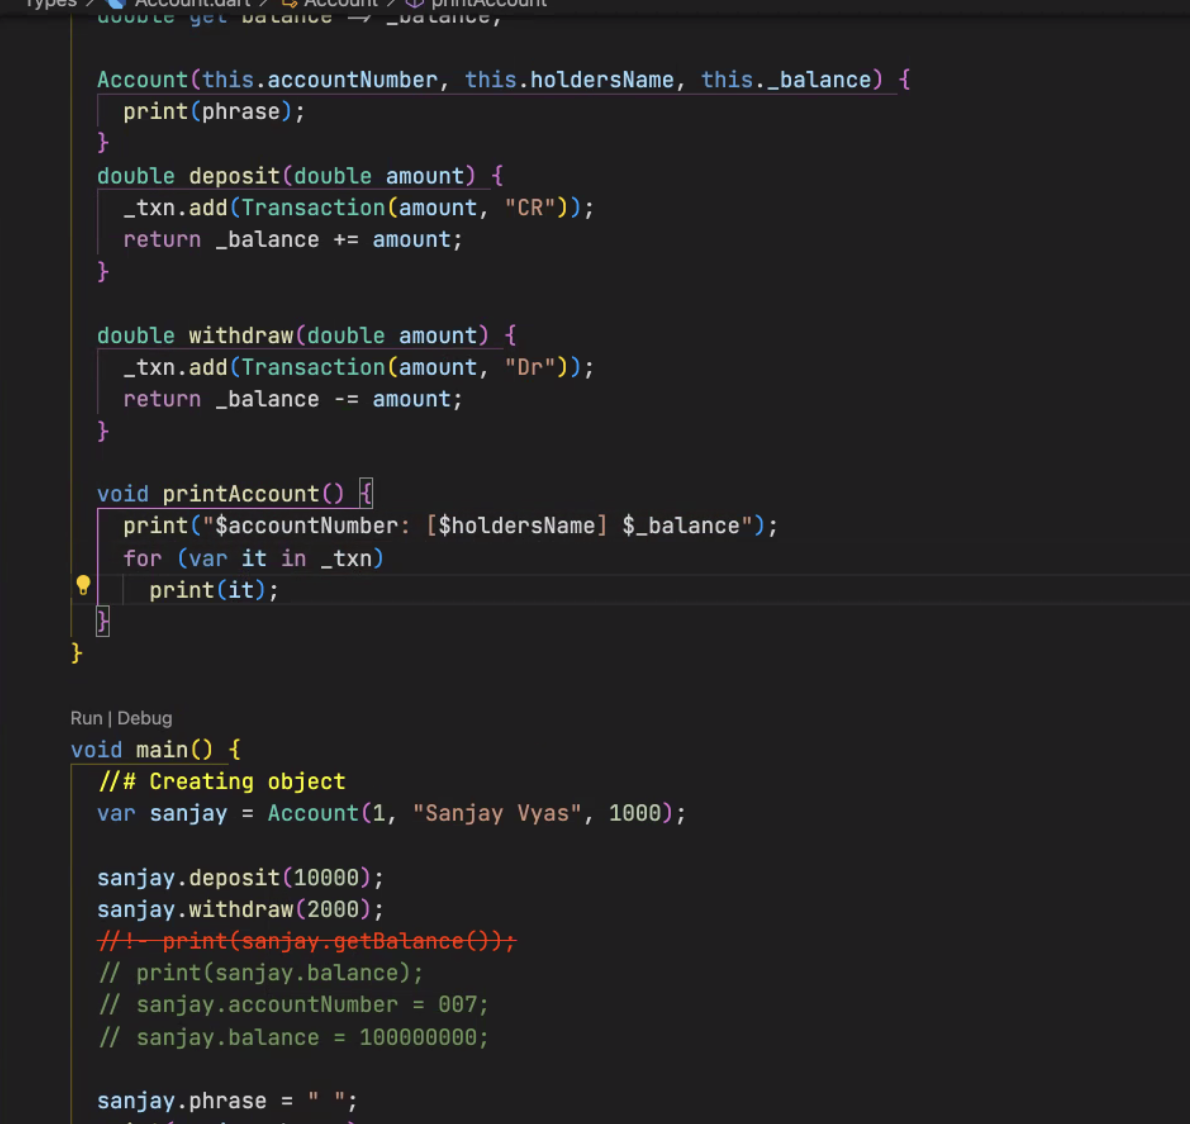 Types > Account.dart > Account > printAccount
double get balance => _balance;
Account(this.accountNumber, this.holdersName, this._balance) {
print(phrase);
}
double deposit(double amount) {
_txn.add(Transaction(amount, "CR"));
return _balance += amount;
}
double withdraw(double amount) {
_txn.add(Transaction(amount, "Dr"));
return _balance -= amount;
}
void printAccount() {
print("$accountNumber: [$holdersName] $_balance");
for (var it in _txn)
print(it);
}
}
Run | Debug
void main() {
//# Creating object
var sanjay = Account(1, "Sanjay Vyas", 1000);
sanjay.deposit(10000);
sanjay.withdraw(2000);
//!- print(sanjay.getBalance());
// print(sanjay.balance);
// sanjay.accountNumber = 007;
// sanjay.balance = 100000000;
sanjay.phrase = " ";